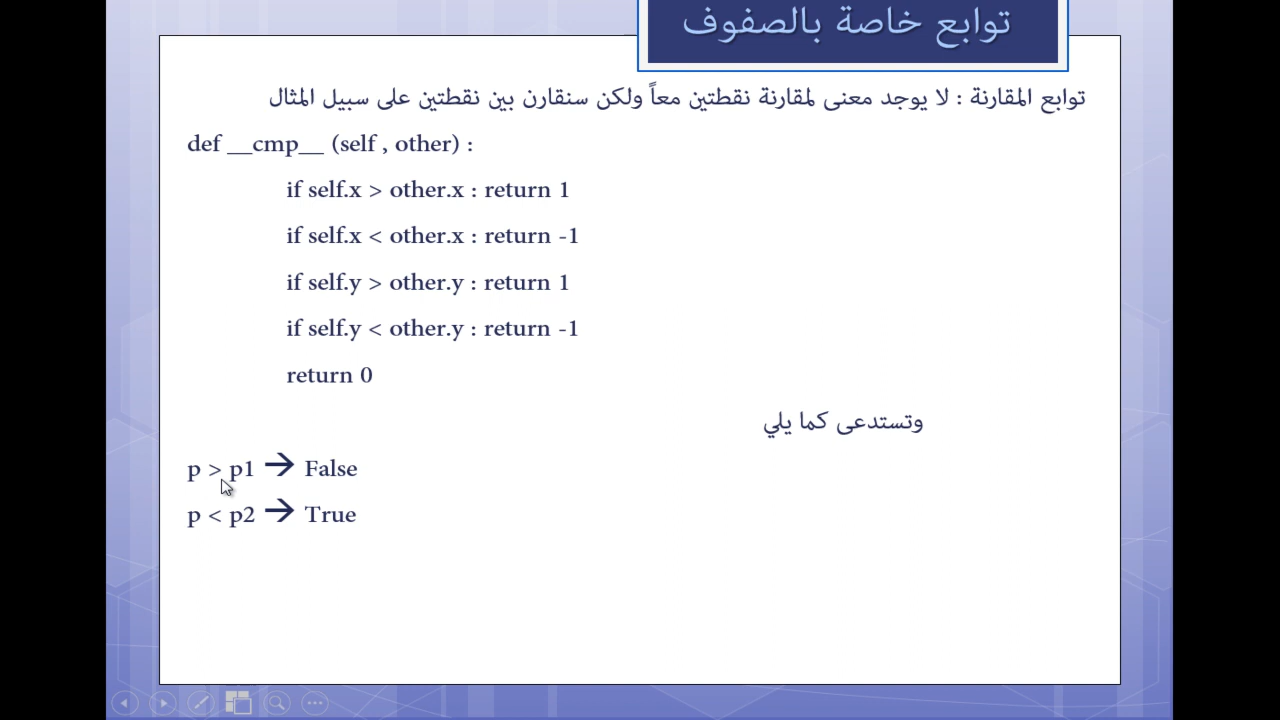 توابع خاصة بالصفوف
توابع المقارنة : لا يوجد معنى لمقارنة نقطتين معاً ولكن سنقارن بين نقطتين على سبيل المثال
def __cmp__ (self , other) :
if self.x > other.x : return 1
if self.x < other.x : return -1
if self.y > other.y : return 1
if self.y < other.y : return -1
return 0
وتستدعى كما يلي
p > p1 → False
p < p2 → True